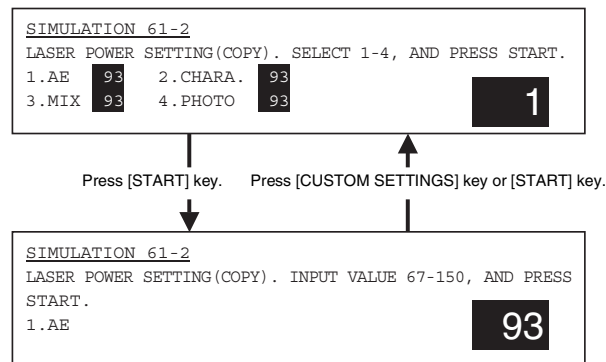 SIMULATION 61-2
LASER POWER SETTING(COPY). SELECT 1-4, AND PRESS START.
1.AE 93 2.CHARA. 93
3.MIX 93 4.PHOTO 93
1
Press [START] key. Press [CUSTOM SETTINGS] key or [START] key.
SIMULATION 61-2
LASER POWER SETTING(COPY). INPUT VALUE 67-150, AND PRESS
START.
1.AE
93